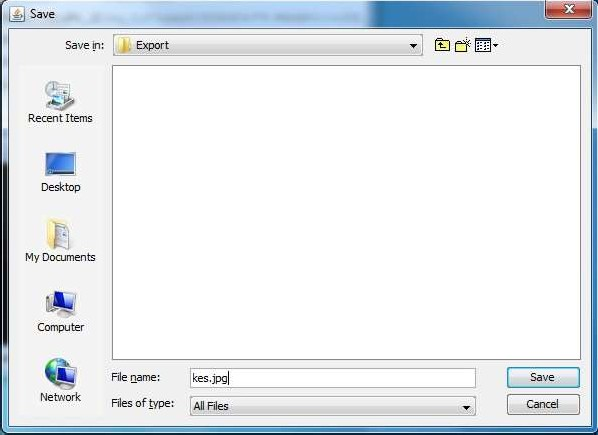 Save
Save in: Export
Recent Items
Desktop
My Documents
Computer
Network
File name: kes.jpg Save
Files of type: All Files Cancel